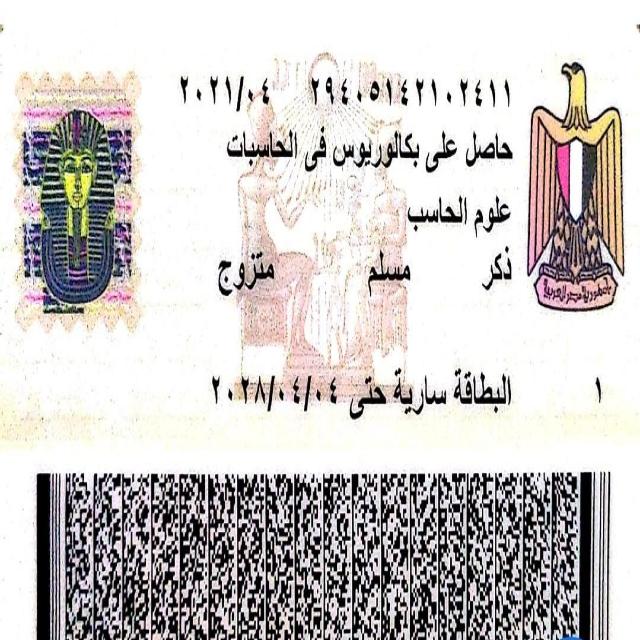 ٢٩٤٠٥١٤٢١٠٢٤١١ ٢٠٢١/٠٤
حاصل على بكالوريوس فى الحاسبات
علوم الحاسب
ذكر مسلم متزوج
البطاقة سارية حتى ٢٠٢٨/٠٤/٠٤
١
جمهورية مصر العربية